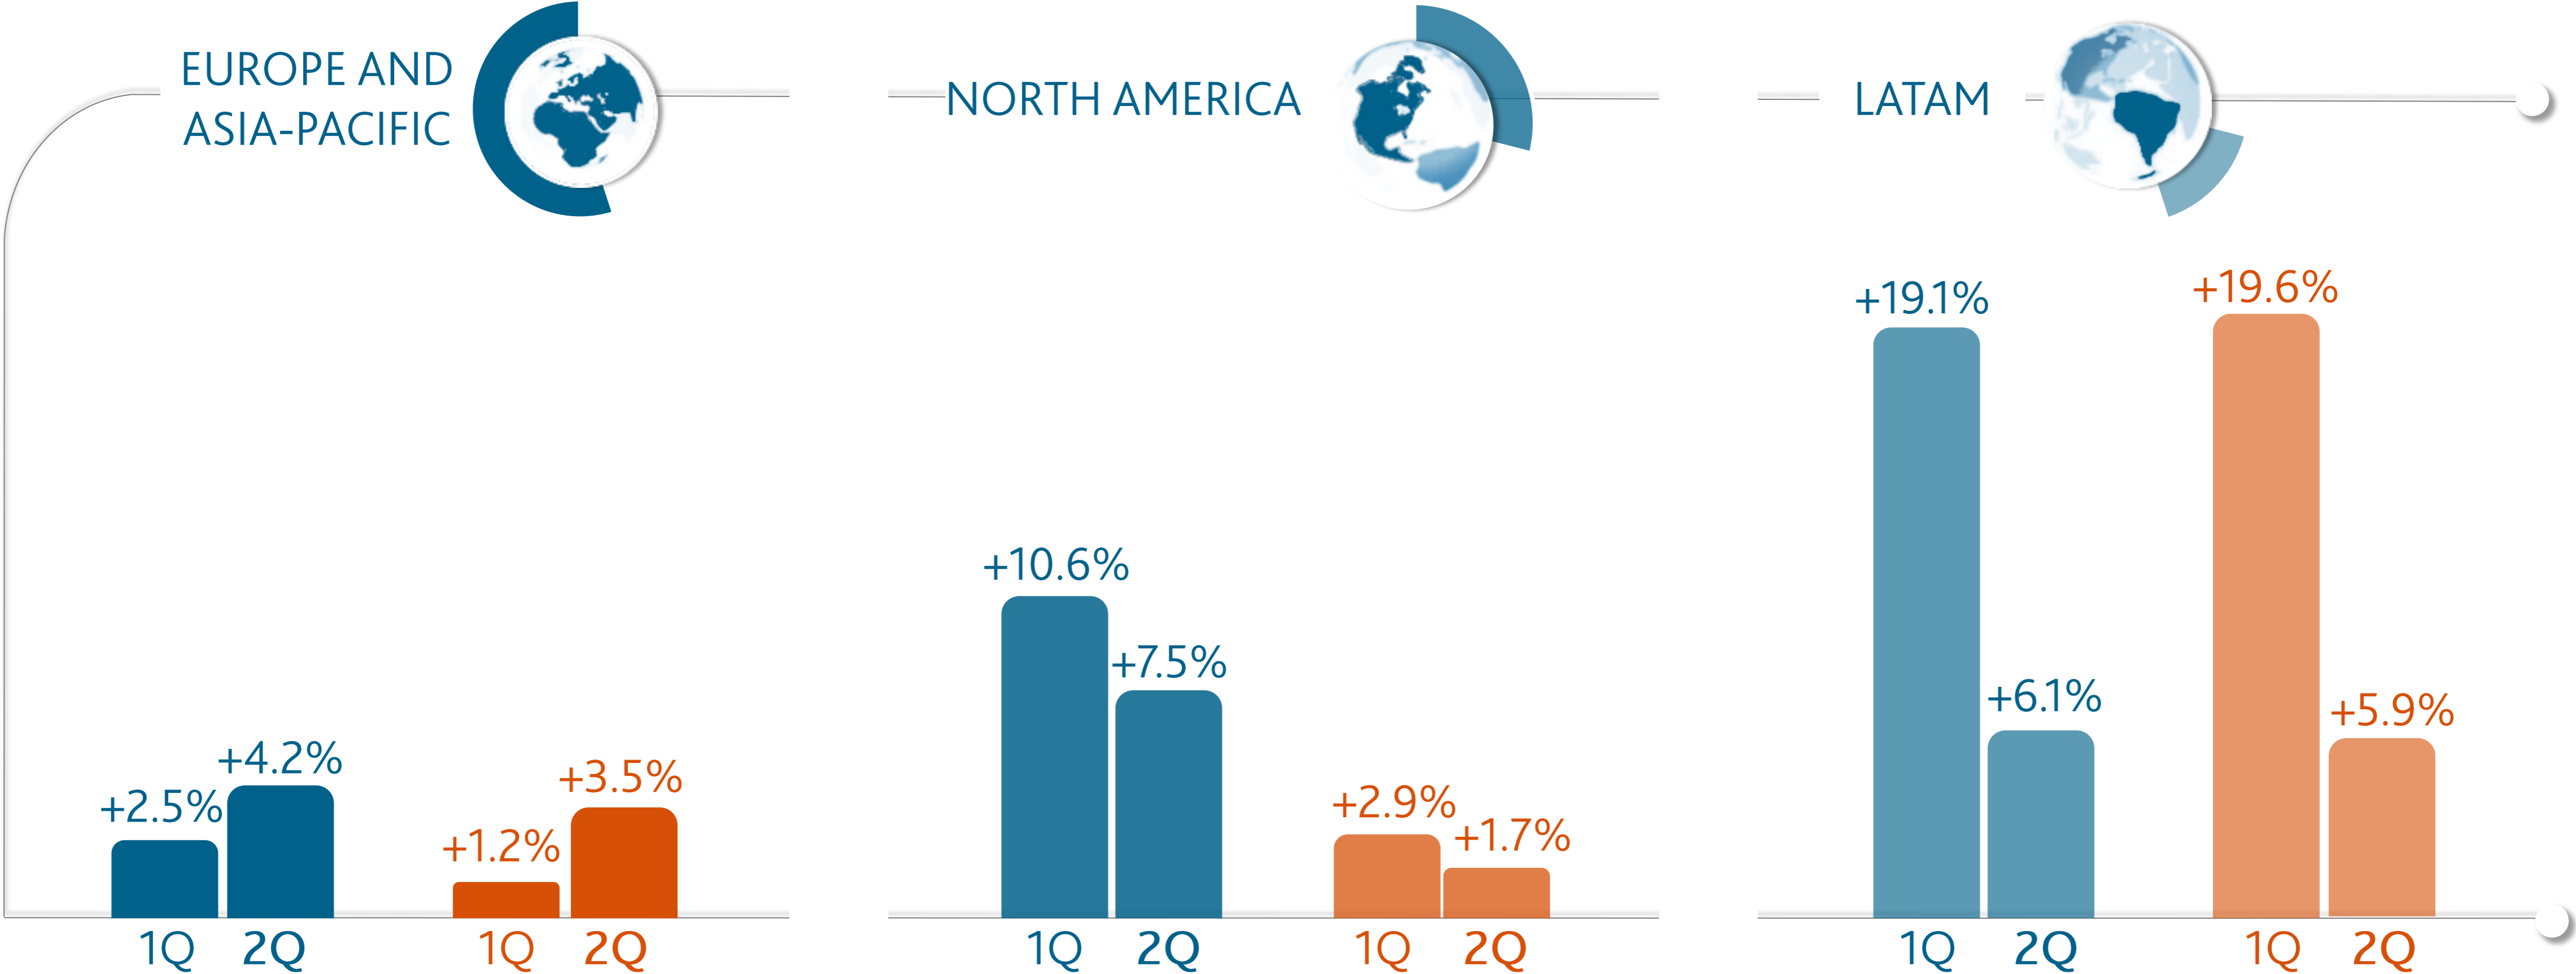 EUROPE AND
ASIA-PACIFIC
+2.5%
+4.2%
+1.2%
+3.5%
1Q 2Q 1Q 2Q
NORTH AMERICA
+10.6%
+7.5%
+2.9%
+1.7%
1Q 2Q 1Q 2Q
LATAM
+19.1%
+6.1%
+19.6%
+5.9%
1Q 2Q 1Q 2Q